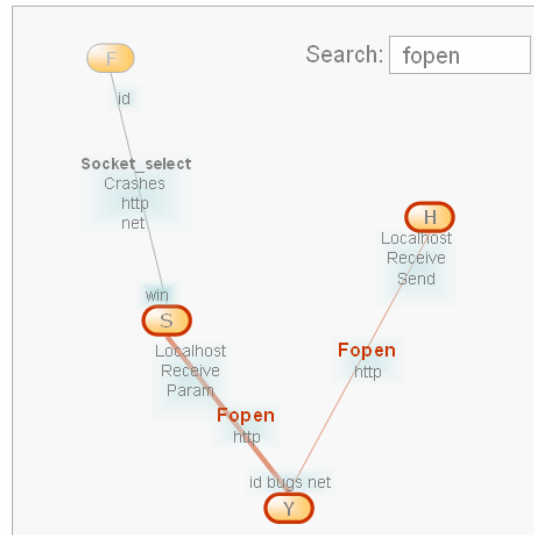 Search: fopen
F
id
Socket_select
Crashes
http
net
H
Localhost
Receive
Send
win
S
Localhost
Receive
Param
Fopen
http
Fopen
http
id bugs net
Y